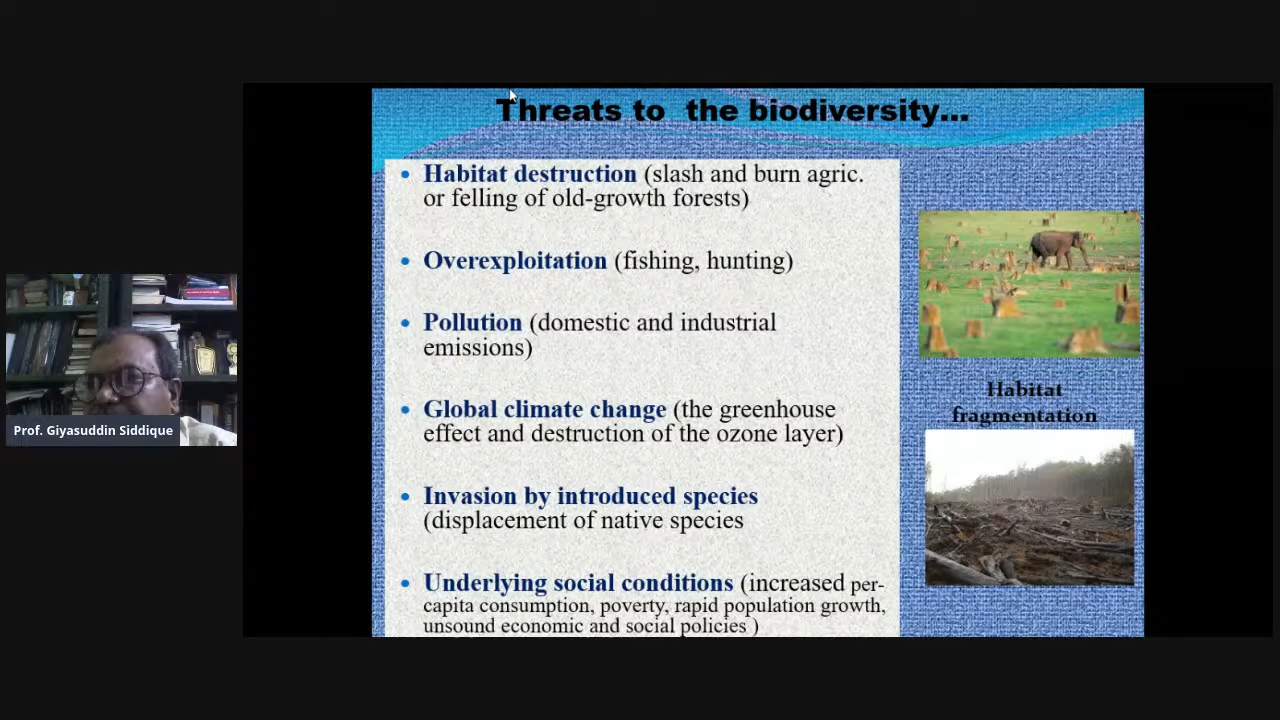 Threats to the biodiversity...
• Habitat destruction (slash and burn agric.
or felling of old-growth forests)
• Overexploitation (fishing, hunting)
• Pollution (domestic and industrial
emissions)
• Global climate change (the greenhouse
effect and destruction of the ozone layer)
• Invasion by introduced species
(displacement of native species
• Underlying social conditions (increased per-
capita consumption, poverty, rapid population growth,
unsound economic and social policies )
Habitat
fragmentation
Prof. Giyasuddin Siddique